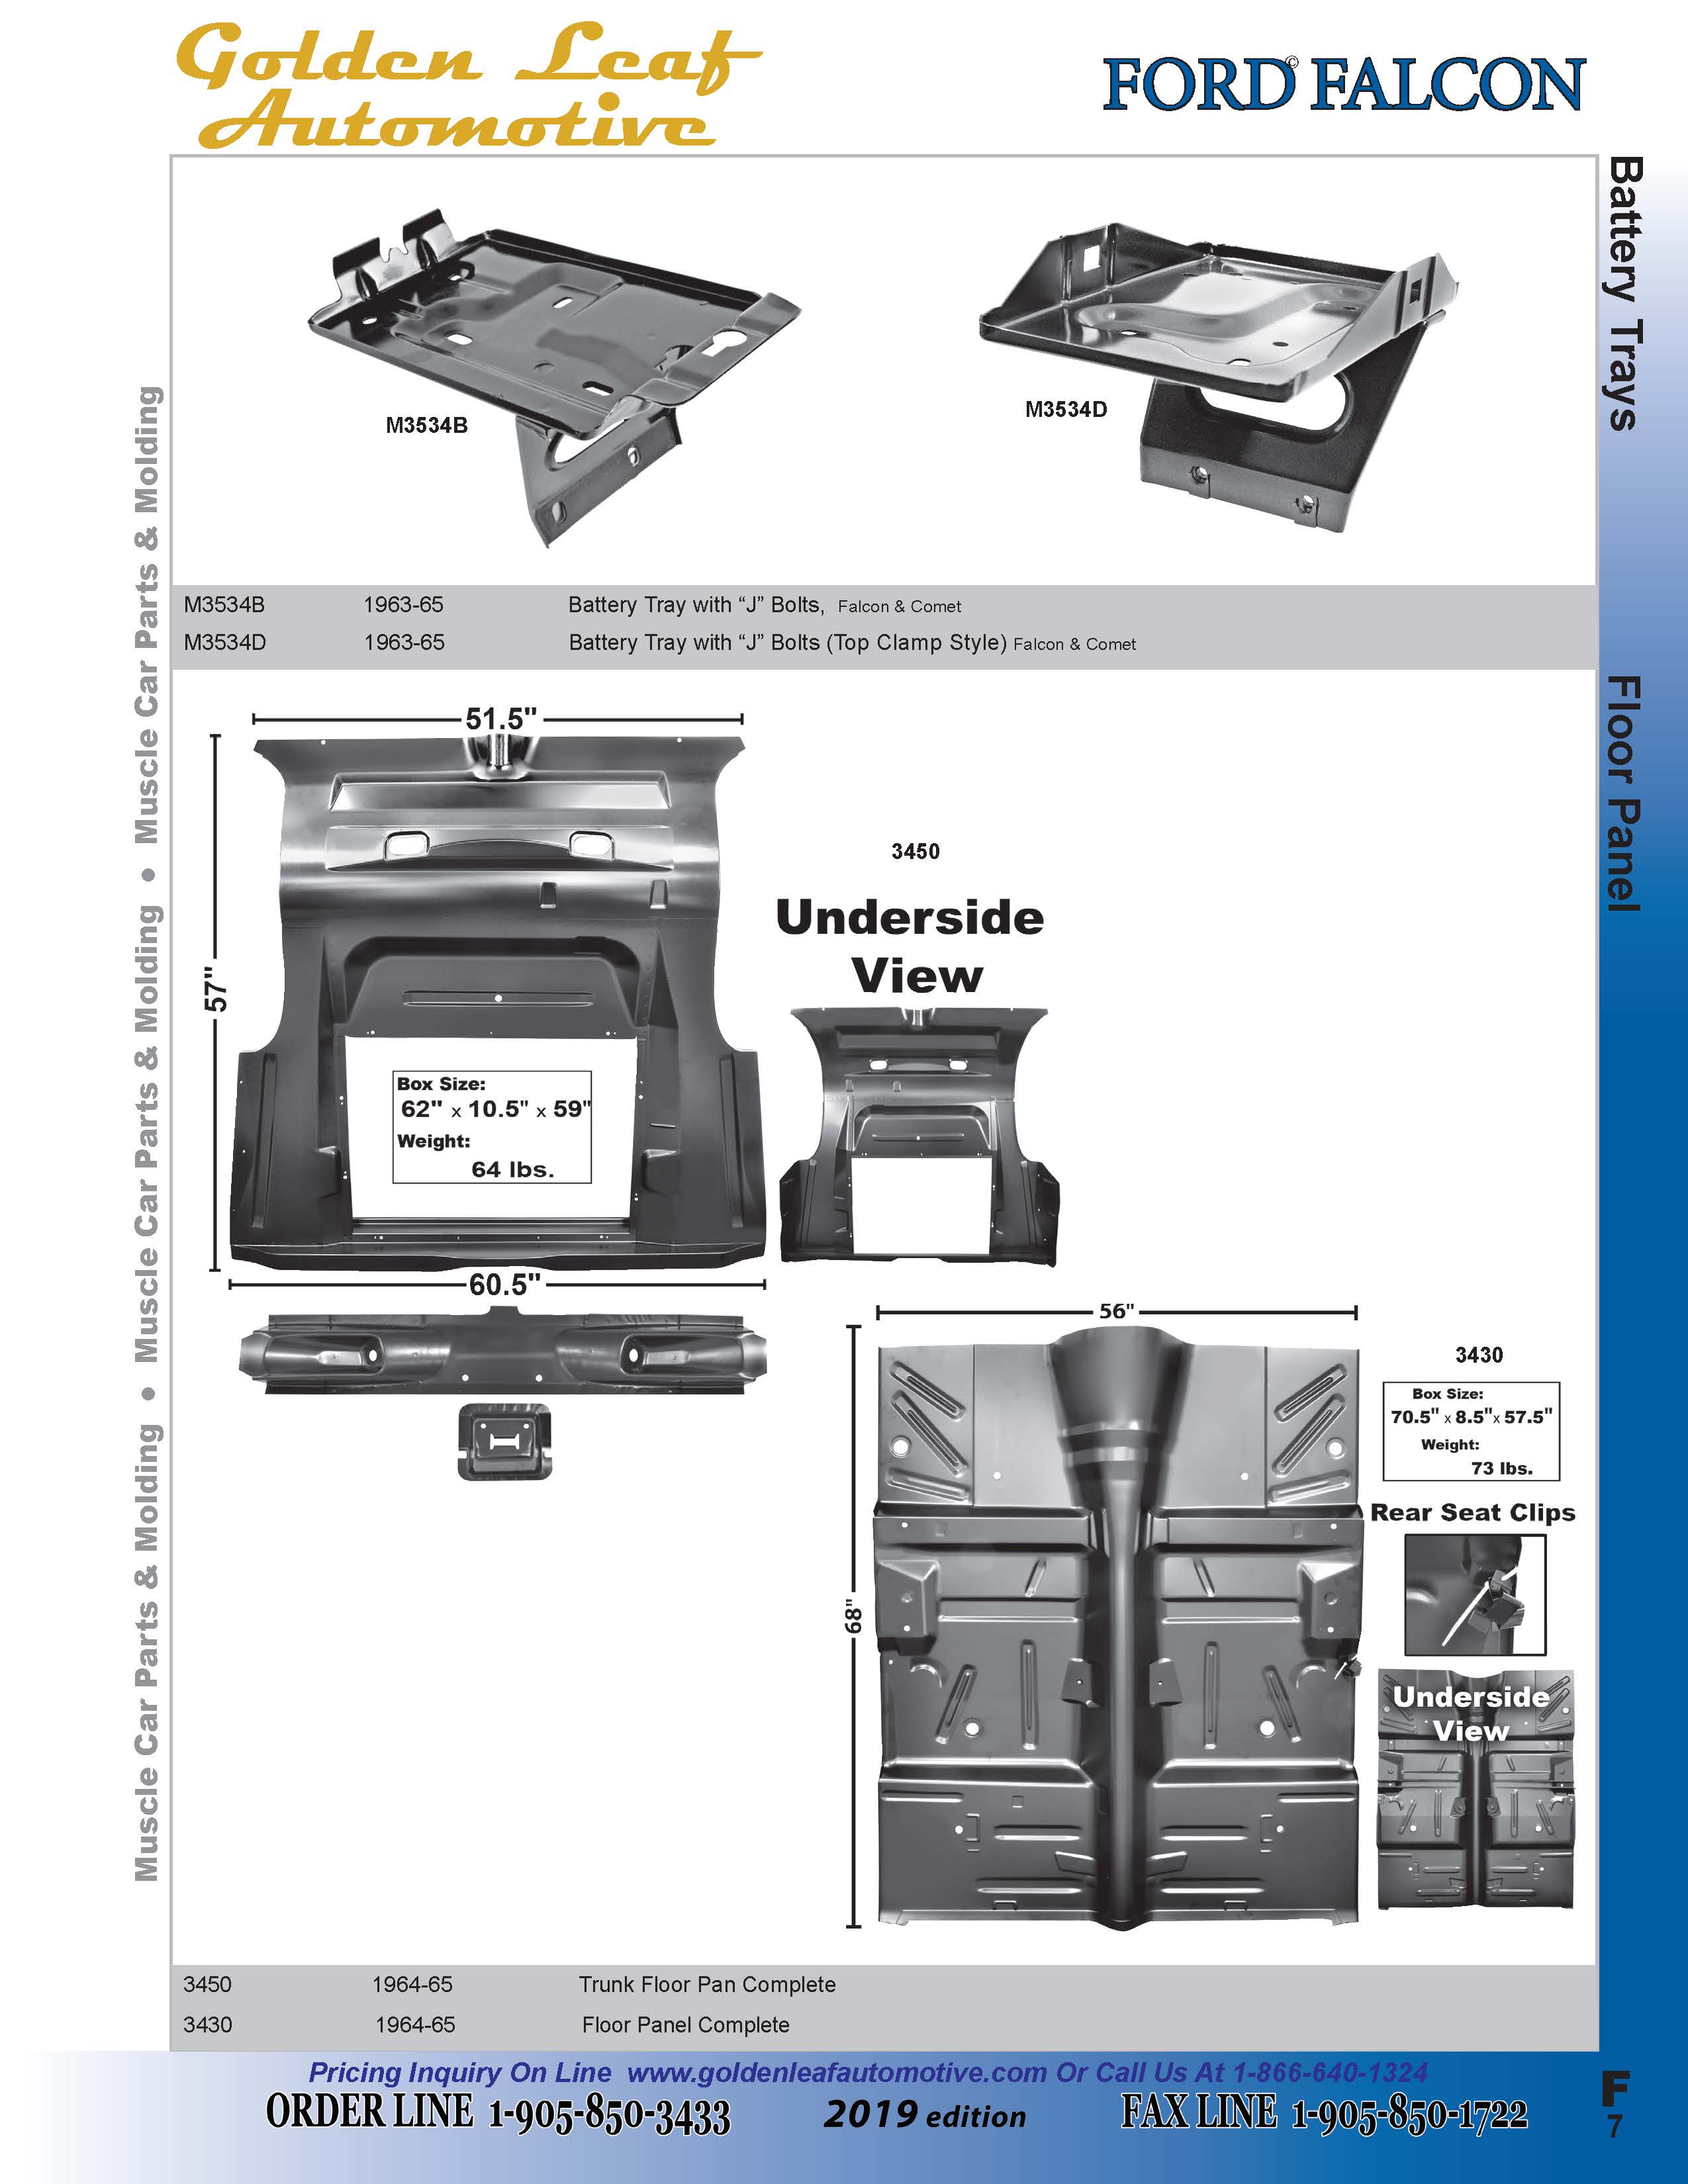 Golden Leaf
Automotive
FORD© FALCON
Battery Trays
Floor Panel
Muscle Car Parts & Molding • Muscle Car Parts & Molding • Muscle Car Parts & Molding
M3534B
M3534D
M3534B 1963-65 Battery Tray with “J” Bolts, Falcon & Comet
M3534D 1963-65 Battery Tray with “J” Bolts (Top Clamp Style) Falcon & Comet
51.5"
57"
3450
Underside
View
Box Size:
62" x 10.5" x 59"
Weight:
64 lbs.
60.5"
56"
68"
3430
Box Size:
70.5" x 8.5"x 57.5"
Weight:
73 lbs.
Rear Seat Clips
Underside
View
3450 1964-65 Trunk Floor Pan Complete
3430 1964-65 Floor Panel Complete
Pricing Inquiry On Line www.goldenleafautomotive.com Or Call Us At 1-866-640-1324
ORDER LINE 1-905-850-3433 2019 edition FAX LINE 1-905-850-1722
F
7